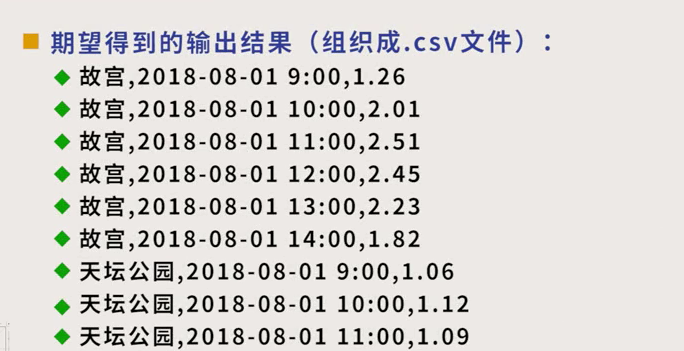 期望得到的输出结果（组织成.csv文件）：
故宫,2018-08-01 9:00,1.26
故宫,2018-08-01 10:00,2.01
故宫,2018-08-01 11:00,2.51
故宫,2018-08-01 12:00,2.45
故宫,2018-08-01 13:00,2.23
故宫,2018-08-01 14:00,1.82
天坛公园,2018-08-01 9:00,1.06
天坛公园,2018-08-01 10:00,1.12
天坛公园,2018-08-01 11:00,1.09